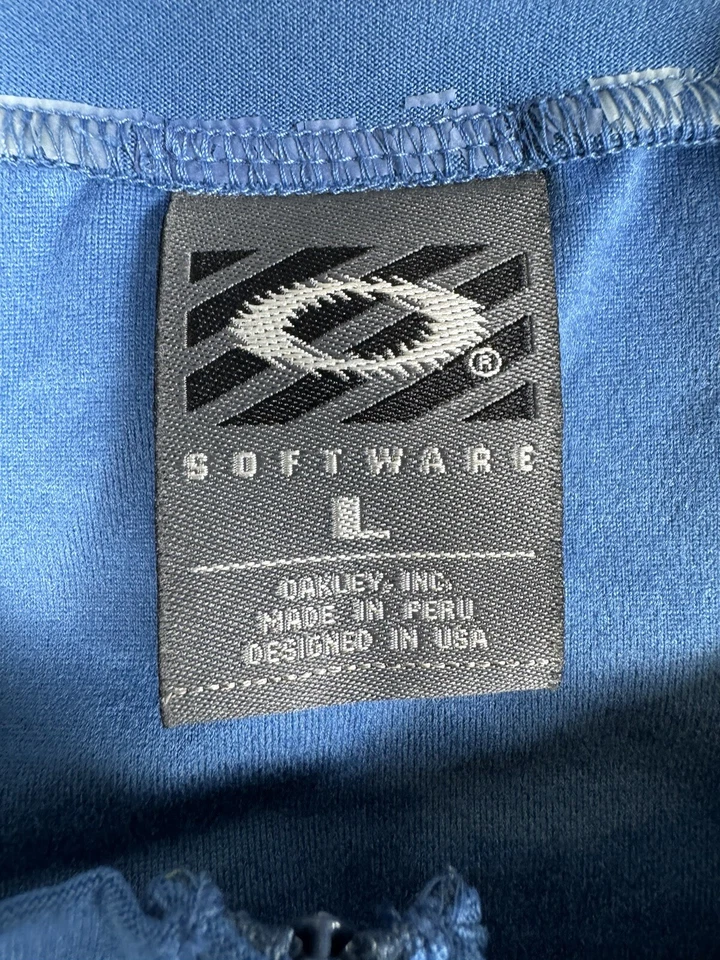 ®
SOFTWARE
L
OAKLEY, INC.
MADE IN PERU
DESIGNED IN USA